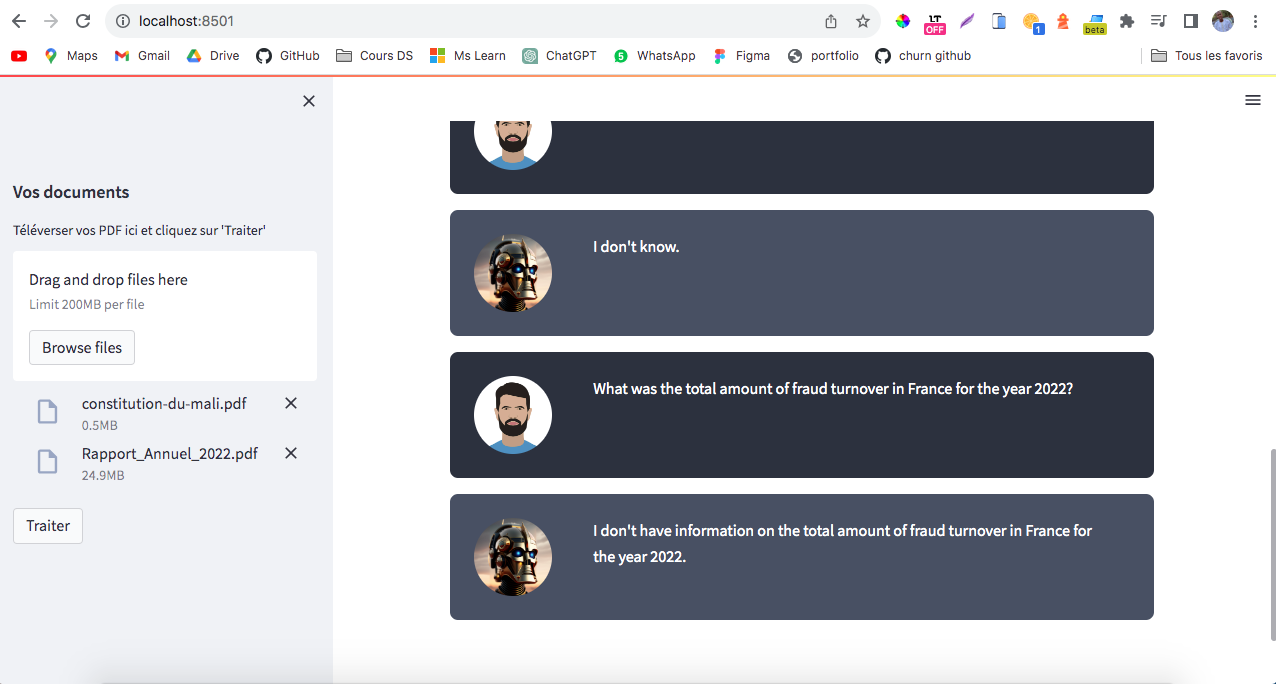 localhost:8501
LT
OFF
1
beta
Maps
Gmail
Drive
GitHub
Cours DS
Ms Learn
ChatGPT
5
WhatsApp
Figma
portfolio
churn github
Tous les favoris
Vos documents
Téléverser vos PDF ici et cliquez sur 'Traiter'
Drag and drop files here
Limit 200MB per file
Browse files
constitution-du-mali.pdf
0.5MB
Rapport_Annuel_2022.pdf
24.9MB
Traiter
I don't know.
What was the total amount of fraud turnover in France for the year 2022?
I don't have information on the total amount of fraud turnover in France for
the year 2022.